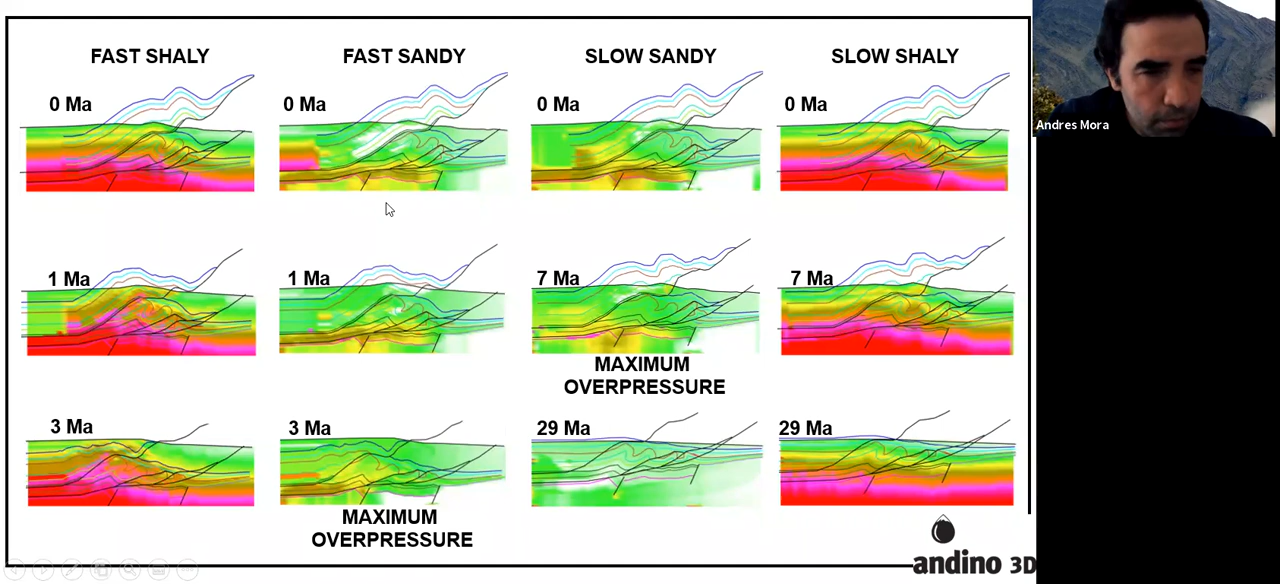 FAST SHALY
FAST SANDY
SLOW SANDY
SLOW SHALY
0 Ma
0 Ma
0 Ma
0 Ma
Andres Mora
1 Ma
1 Ma
7 Ma
7 Ma
MAXIMUM
OVERPRESSURE
3 Ma
3 Ma
29 Ma
29 Ma
MAXIMUM
OVERPRESSURE
andino 3D